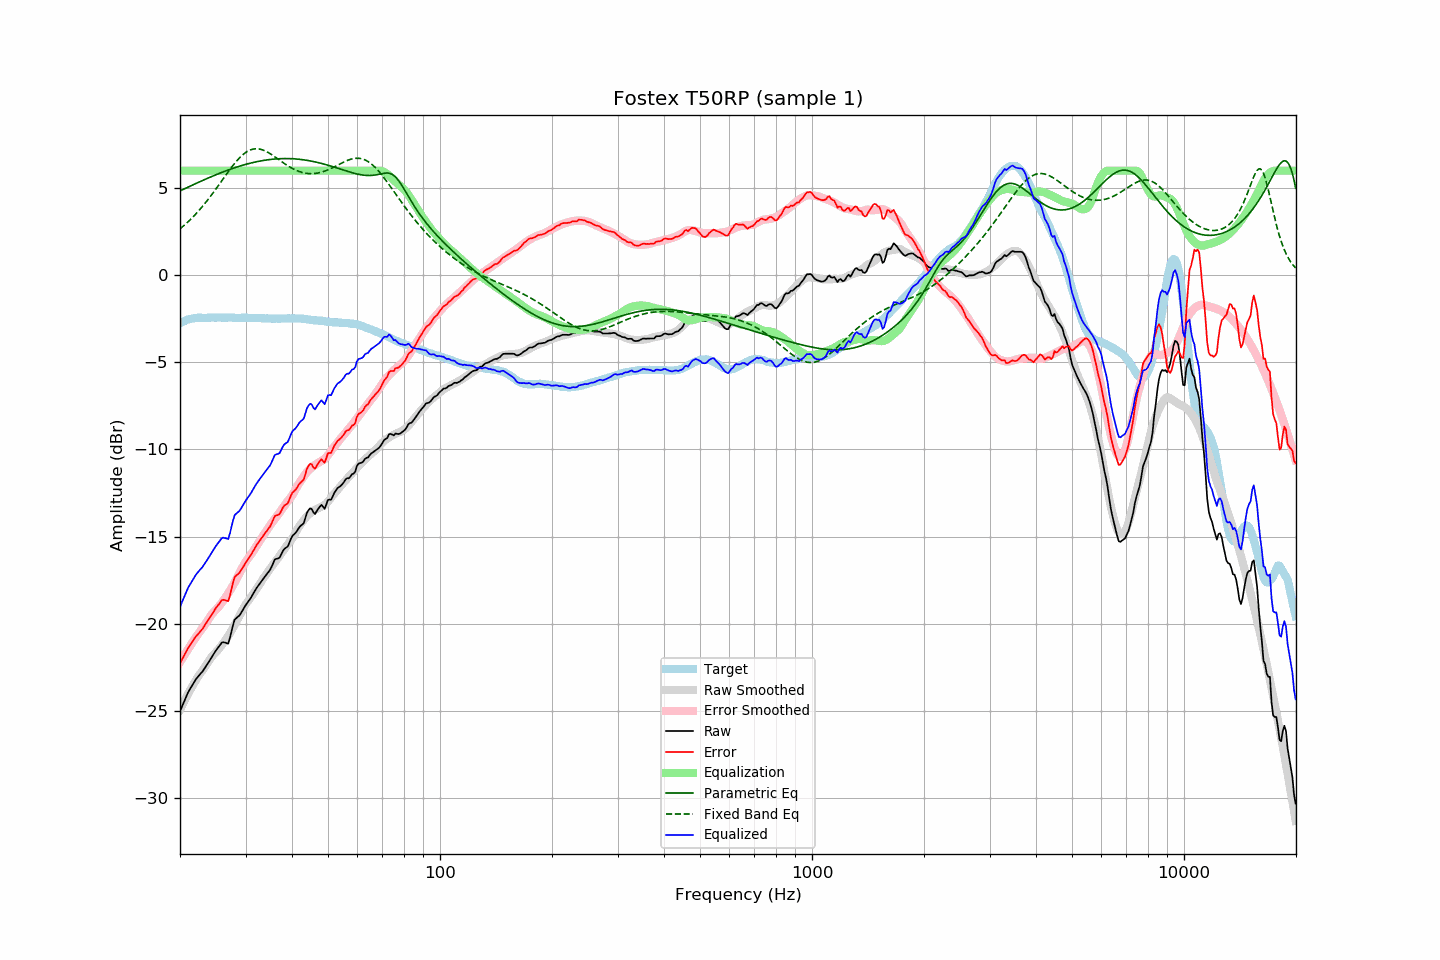 Fostex T50RP (sample 1)
Amplitude (dBr)
5
0
−5
−10
−15
−20
−25
−30
Target
Raw Smoothed
Error Smoothed
Raw
Error
Equalization
Parametric Eq
Fixed Band Eq
Equalized
100
1000
10000
Frequency (Hz)